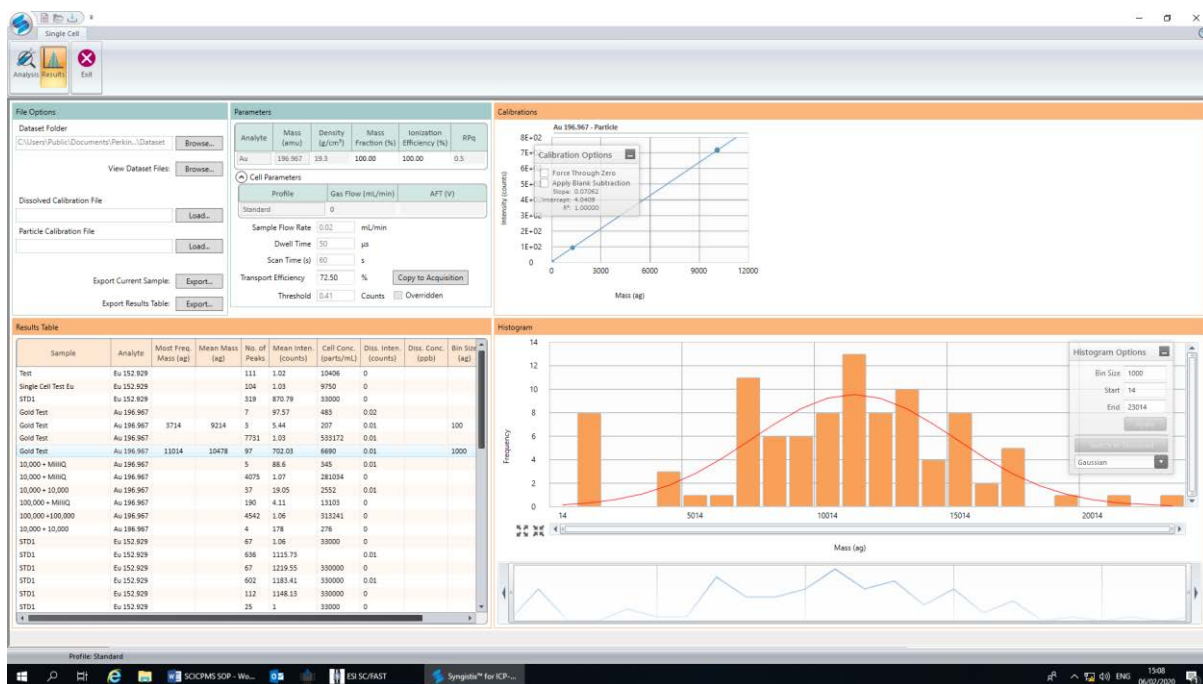 Single Cell
Analysis Results Exit
File Options
Dataset Folder
C:\Users\Public\Documents\Perkin...\Dataset Browse...
View Dataset Files: Browse...
Dissolved Calibration File
Load...
Particle Calibration File
Load...
Export Current Sample: Export...
Export Results Table: Export...
Parameters
Analyte Mass (amu) Density (g/cm³) Mass Fraction (%) Ionization Efficiency (%) RPq
Au 196.967 19.3 100.00 100.00 0.5
Cell Parameters
Profile Gas Flow (mL/min) AFT (V)
Standard 0
Sample Flow Rate 0.02 mL/min
Dwell Time 50 µs
Scan Time (s) 60 s
Transport Efficiency 72.50 % Copy to Acquisition
Threshold 0.41 Counts Overridden
Calibrations
Au 196.967 - Particle
8E+02
1E+02
0
Intensity (counts)
Calibration Options
Force Through Zero
Apply Blank Subtraction
Slope: 0.07062
Intercept: 4.0409
R²: 1.00000
0 3000 6000 9000 12000
Mass (ag)
Results Table
Sample Analyte Most Freq. Mass (ag) Mean Mass (ag) No. of Peaks Mean Inten. (counts) Cell Conc. (parts/mL) Diss. Inten. (counts) Diss. Conc. (ppb) Bin Size (ag)
Test Eu 152.929 111 1.02 10406 0
Single Cell Test Eu Eu 152.929 104 1.03 9750 0
STD1 Eu 152.929 319 870.79 33000 0
Gold Test Au 196.967 7 97.57 483 0.02
Gold Test Au 196.967 3714 9214 3 5.44 207 0.01 100
Gold Test Au 196.967 7731 1.03 533172 0.01
Gold Test Au 196.967 11014 10478 97 702.03 6690 0.01 1000
10,000 + MilliQ Au 196.967 5 88.6 345 0.01
10,000 + MilliQ Au 196.967 4075 1.07 281034 0
10,000 + 10,000 Au 196.967 37 19.05 2552 0.01
100,000 + MilliQ Au 196.967 190 4.11 13103 0
100,000 +100,000 Au 196.967 4542 1.06 313241 0
10,000 + 10,000 Au 196.967 4 178 276 0
STD1 Eu 152.929 67 1.06 33000 0
STD1 Eu 152.929 636 1115.73 0.01
STD1 Eu 152.929 67 1219.55 330000 0
STD1 Eu 152.929 602 1183.41 330000 0.01
STD1 Eu 152.929 112 1148.13 330000 0
STD1 Eu 152.929 25 1 33000 0
Histogram
14
12
10
8
6
4
2
0
Frequency
14 5014 10014 15014 20014
Mass (ag)
Histogram Options
Bin Size 1000
Start 14
End 23014
Gaussian
Profile: Standard
SCICPMS SOP - Wo... ESI SC/FAST Syngistix™ for ICP-... ENG 15:08
06/02/2020